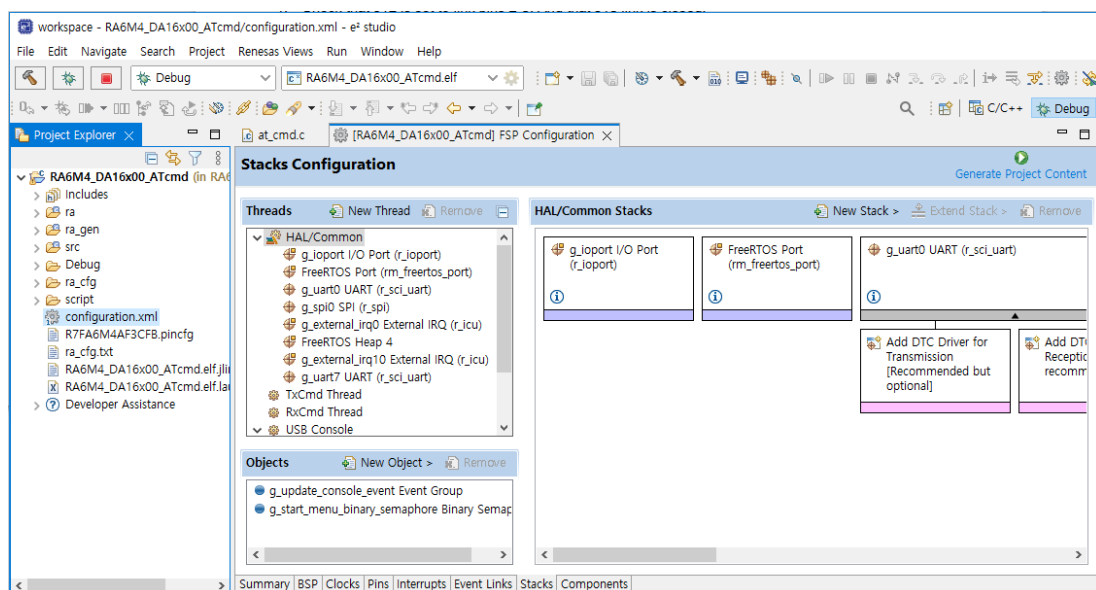 workspace - RA6M4_DA16x00_ATcmd/configuration.xml - e² studio
File Edit Navigate Search Project Renesas Views Run Window Help
Debug
RA6M4_DA16x00_ATcmd.elf
C/C++
Debug
Project Explorer
at_cmd.c
[RA6M4_DA16x00_ATcmd] FSP Configuration
RA6M4_DA16x00_ATcmd (in RA6
Includes
ra
ra_gen
src
Debug
ra_cfg
script
configuration.xml
R7FA6M4AF3CFB.pincfg
ra_cfg.txt
RA6M4_DA16x00_ATcmd.elf.jli
RA6M4_DA16x00_ATcmd.elf.la
Developer Assistance
Stacks Configuration
Generate Project Content
Threads
New Thread
Remove
HAL/Common
g_ioport I/O Port (r_ioport)
FreeRTOS Port (rm_freertos_port)
g_uart0 UART (r_sci_uart)
g_spi0 SPI (r_spi)
g_external_irq0 External IRQ (r_icu)
FreeRTOS Heap 4
g_external_irq10 External IRQ (r_icu)
g_uart7 UART (r_sci_uart)
TxCmd Thread
RxCmd Thread
USB Console
Objects
New Object >
Remove
g_update_console_event Event Group
g_start_menu_binary_semaphore Binary Semap
HAL/Common Stacks
New Stack >
Extend Stack >
Remove
g_ioport I/O Port
(r_ioport)
FreeRTOS Port
(rm_freertos_port)
g_uart0 UART (r_sci_uart)
Add DTC Driver for
Transmission
[Recommended but
optional]
Add DT
Receptio
recomm
Summary BSP Clocks Pins Interrupts Event Links Stacks Components